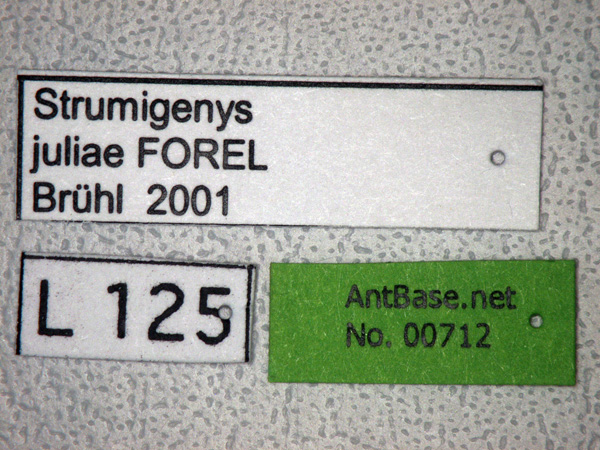 Strumigenys
juliae FOREL
Brühl 2001
L 125
AntBase.net
No. 00712